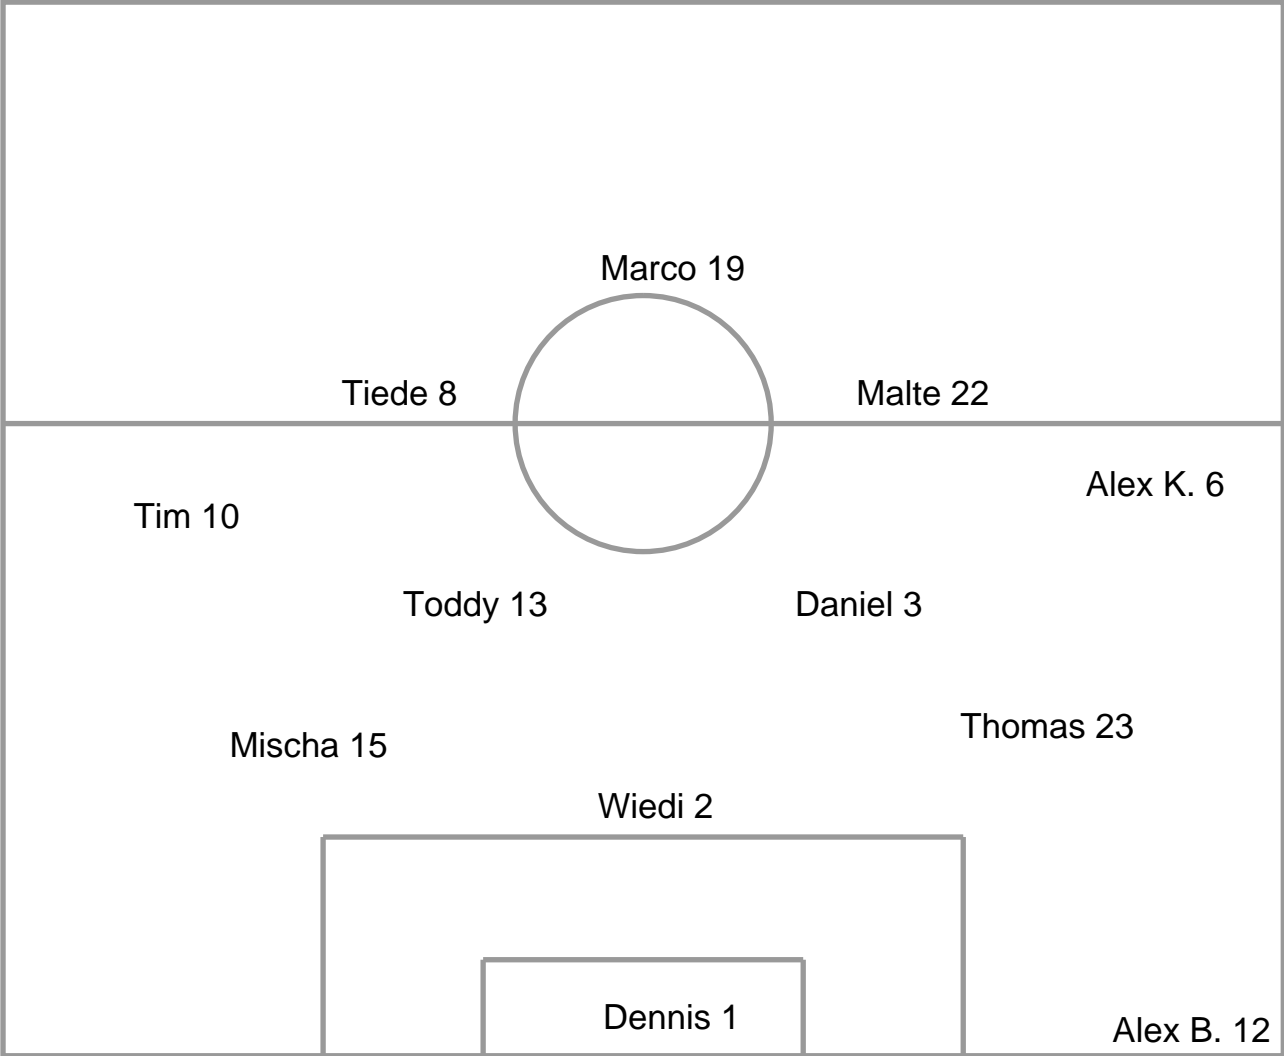 Marco 19
Tiede 8
Malte 22
Alex K. 6
Tim 10
Toddy 13
Daniel 3
Thomas 23
Mischa 15
Wiedi 2
Dennis 1
Alex B. 12